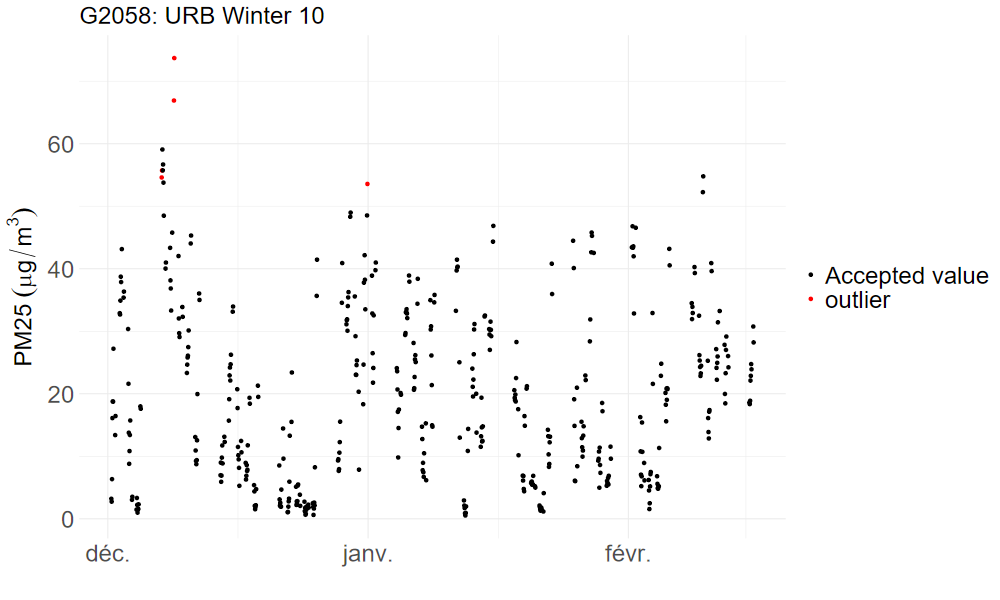 G2058: URB Winter 10
PM25 (μg/m³)
60
40
20
0
déc.
janv.
févr.
Accepted value
outlier